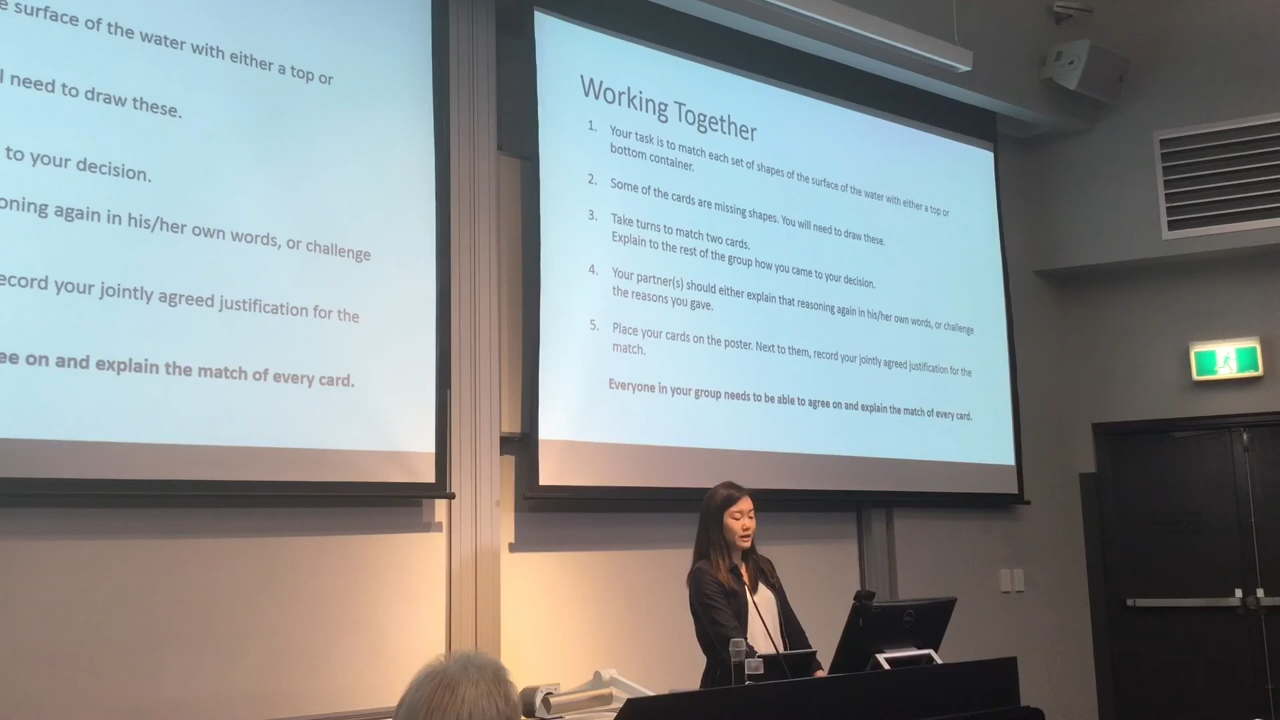 e surface of the water with either a top or
l need to draw these.
to your decision.
oning again in his/her own words, or challenge
ecord your jointly agreed justification for the
ee on and explain the match of every card.
Working Together
1. Your task is to match each set of shapes of the surface of the water with either a top or
bottom container.
2. Some of the cards are missing shapes. You will need to draw these.
3. Take turns to match two cards.
Explain to the rest of the group how you came to your decision.
4. Your partner(s) should either explain that reasoning again in his/her own words, or challenge
the reasons you gave.
5. Place your cards on the poster. Next to them, record your jointly agreed justification for the
match.
Everyone in your group needs to be able to agree on and explain the match of every card.
DELL